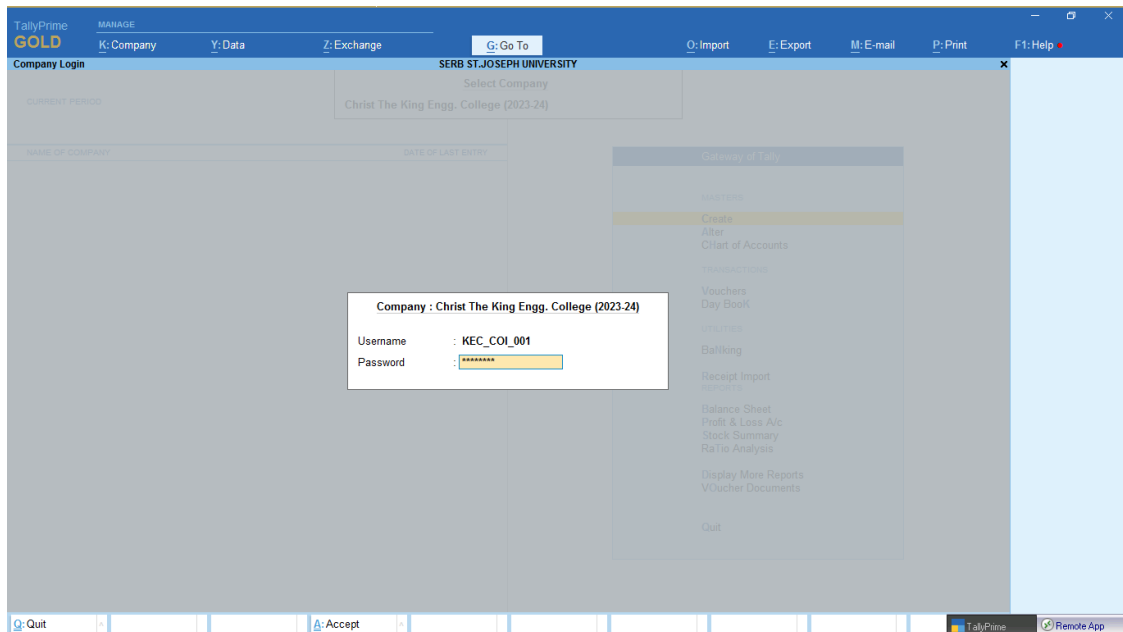 TallyPrime
GOLD
MANAGE
K: Company Y: Data Z: Exchange G: Go To O: Import E: Export M: E-mail P: Print F1: Help
Company Login SERB ST.JOSEPH UNIVERSITY
Select Company
CURRENT PERIOD
Christ The King Engg. College (2023-24)
NAME OF COMPANY DATE OF LAST ENTRY
Gateway of Tally
MASTERS
Create
Alter
CHart of Accounts
TRANSACTIONS
Vouchers
Day BooK
UTILITIES
BaNking
Receipt Import
REPORTS
Balance Sheet
Profit & Loss A/c
Stock Summary
RaTio Analysis
Display More Reports
VOucher Documents
Quit
Company : Christ The King Engg. College (2023-24)
Username : KEC_COI_001
Password : ********
Q: Quit A: Accept
TallyPrime Remote App